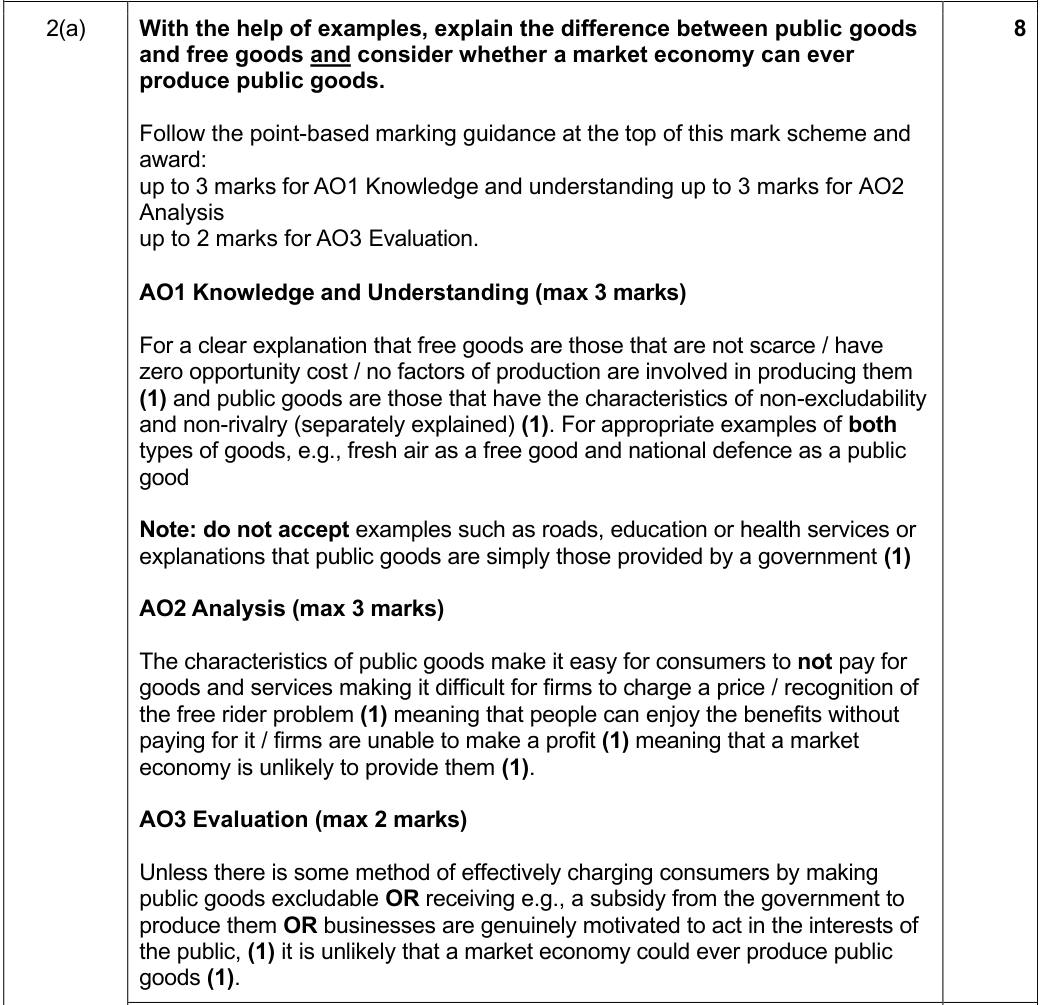 2(a)
With the help of examples, explain the difference between public goods
and free goods and consider whether a market economy can ever
produce public goods.
8
Follow the point-based marking guidance at the top of this mark scheme and
award:
up to 3 marks for AO1 Knowledge and understanding up to 3 marks for AO2
Analysis
up to 2 marks for AO3 Evaluation.
AO1 Knowledge and Understanding (max 3 marks)
For a clear explanation that free goods are those that are not scarce / have
zero opportunity cost / no factors of production are involved in producing them
(1) and public goods are those that have the characteristics of non-excludability
and non-rivalry (separately explained) (1). For appropriate examples of both
types of goods, e.g., fresh air as a free good and national defence as a public
good
Note: do not accept examples such as roads, education or health services or
explanations that public goods are simply those provided by a government (1)
AO2 Analysis (max 3 marks)
The characteristics of public goods make it easy for consumers to not pay for
goods and services making it difficult for firms to charge a price / recognition of
the free rider problem (1) meaning that people can enjoy the benefits without
paying for it / firms are unable to make a profit (1) meaning that a market
economy is unlikely to provide them (1).
AO3 Evaluation (max 2 marks)
Unless there is some method of effectively charging consumers by making
public goods excludable OR receiving e.g., a subsidy from the government to
produce them OR businesses are genuinely motivated to act in the interests of
the public, (1) it is unlikely that a market economy could ever produce public
goods (1).